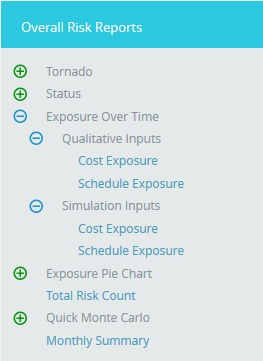 Overall Risk Reports
Tornado
Status
Exposure Over Time
Qualitative Inputs
Cost Exposure
Schedule Exposure
Simulation Inputs
Cost Exposure
Schedule Exposure
Exposure Pie Chart
Total Risk Count
Quick Monte Carlo
Monthly Summary